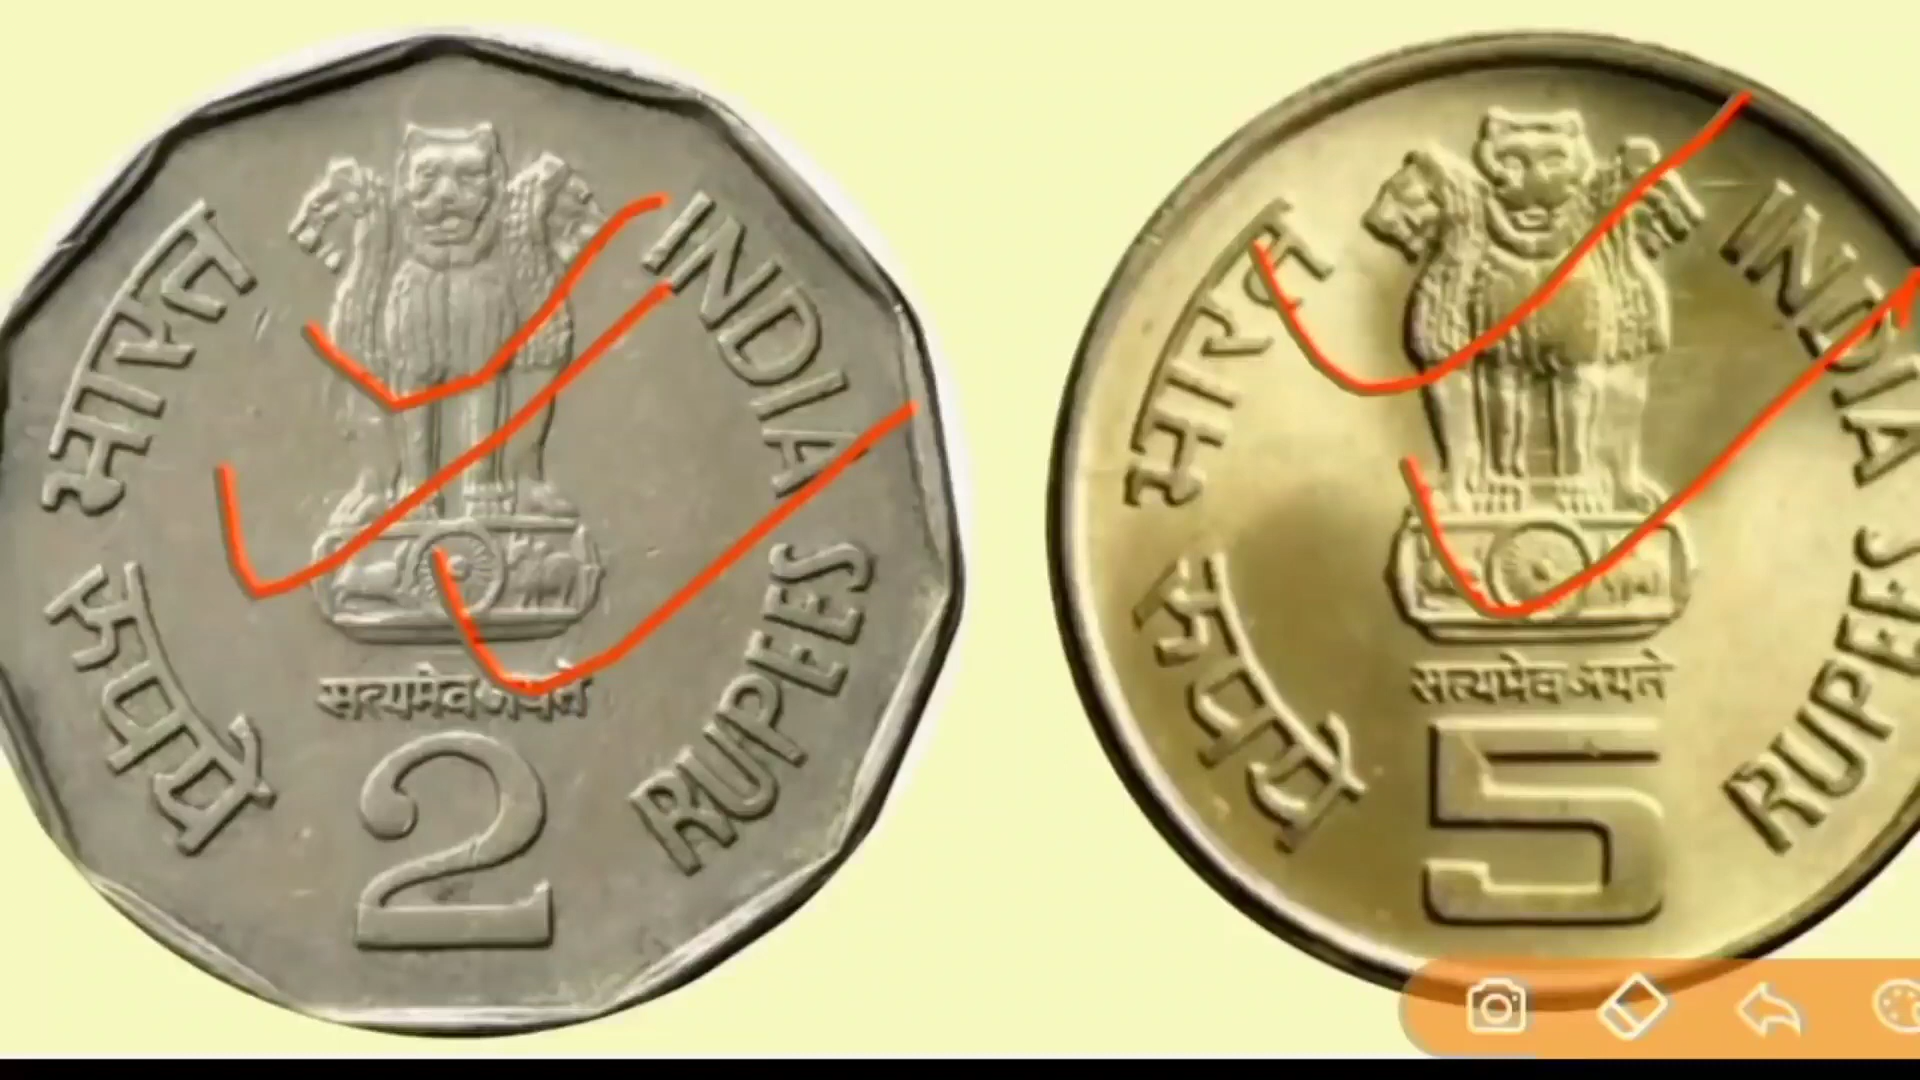 भारत
INDIA
रूपये
RUPEES
सत्यमेव जयते
2
भारत
INDIA
रूपये
RUPEES
सत्यमेव जयते
5